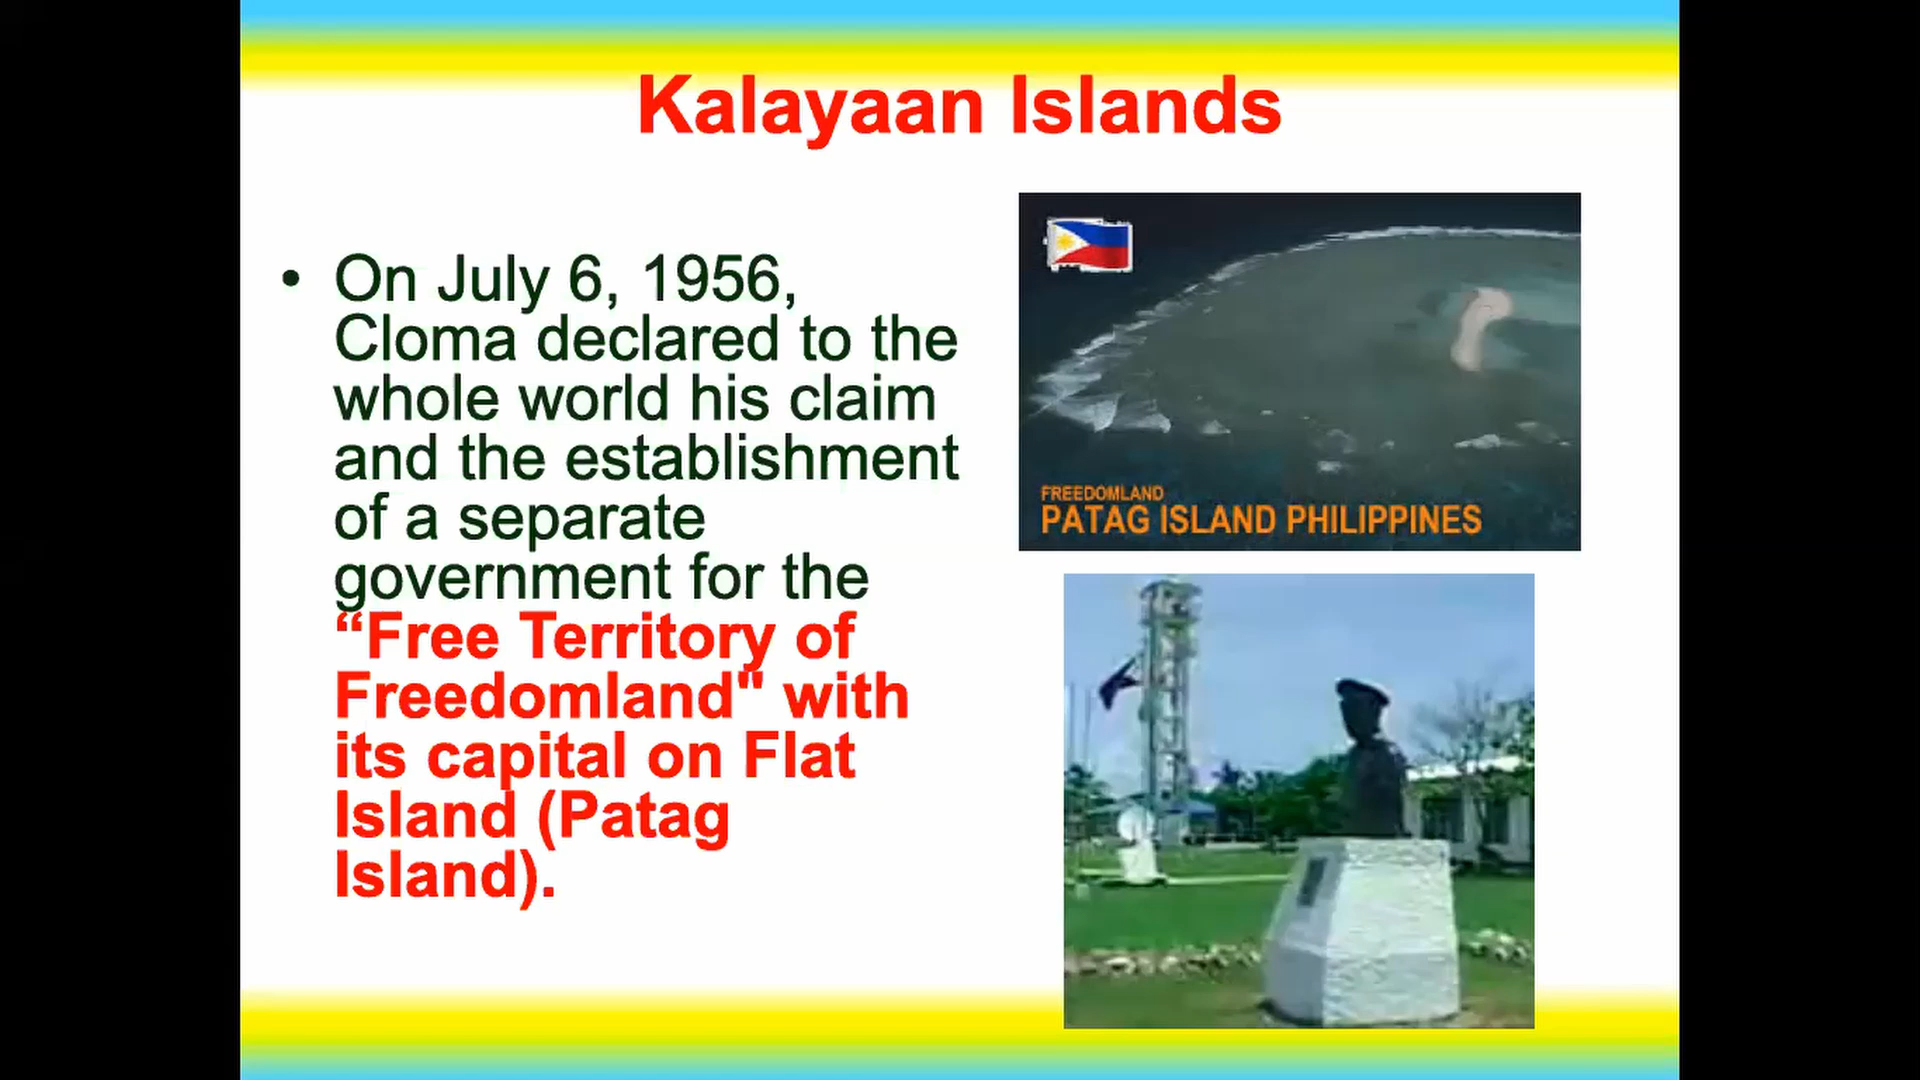 Kalayaan Islands
• On July 6, 1956,
Cloma declared to the
whole world his claim
and the establishment
of a separate
government for the
“Free Territory of
Freedomland" with
its capital on Flat
Island (Patag
Island).
FREEDOMLAND
PATAG ISLAND PHILIPPINES